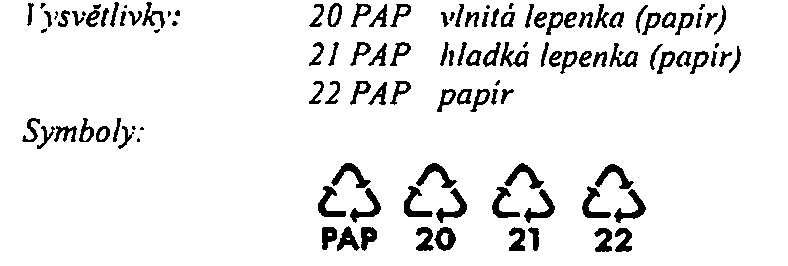 Vysvětlivky: 20 PAP vlnitá lepenka (papír)
21 PAP hladká lepenka (papír)
22 PAP papír
Symboly:
PAP 20 21 22